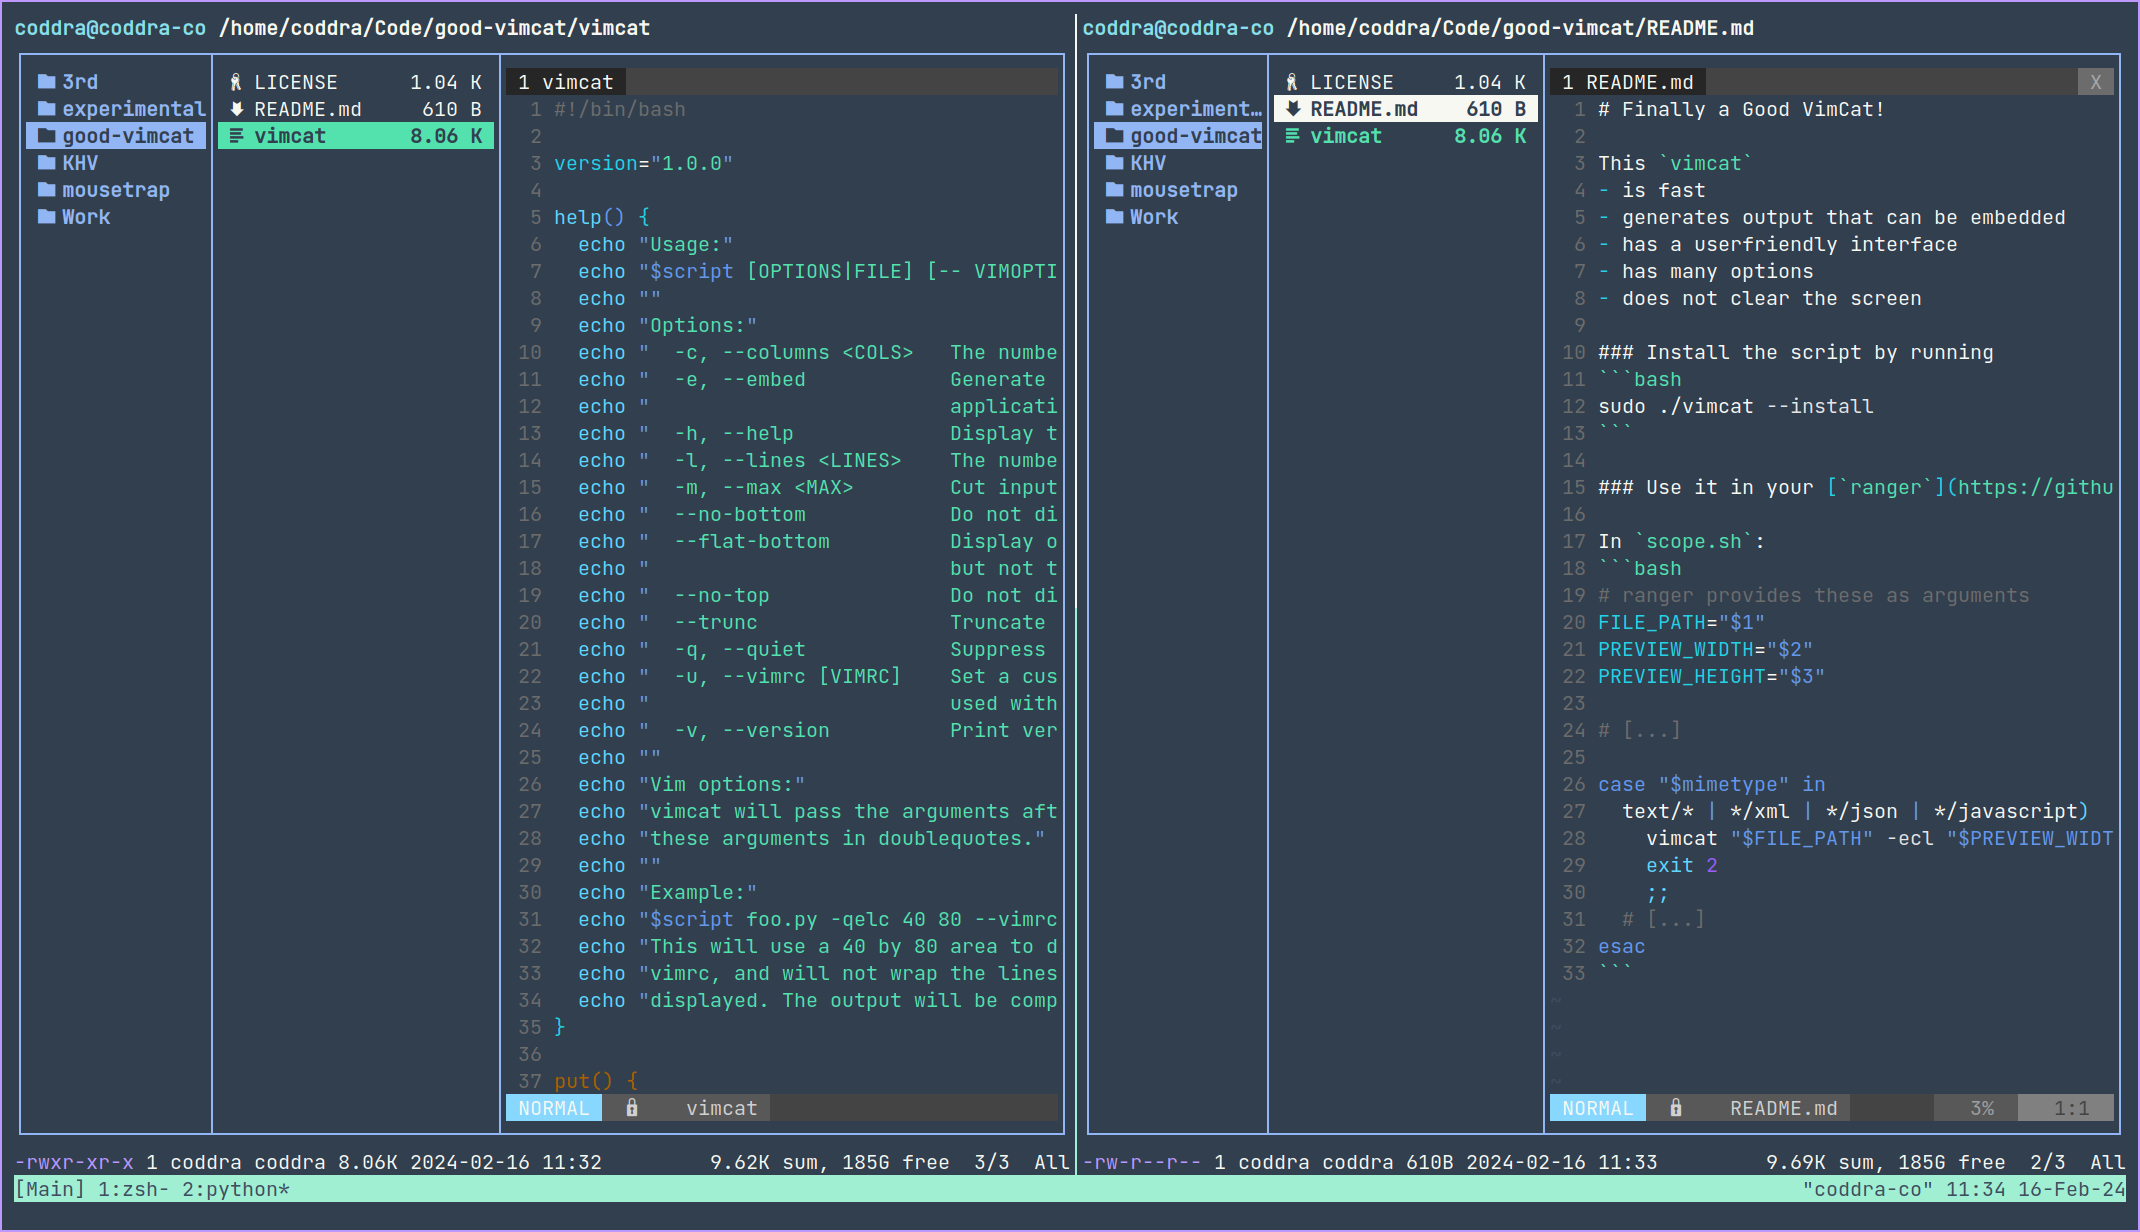 coddra@coddra-co /home/coddra/Code/good-vimcat/vimcat
3rd
experimental
good-vimcat
KHV
mousetrap
Work
LICENSE 1.04 K
README.md 610 B
vimcat 8.06 K
1 vimcat
1 #!/bin/bash
2
3 version="1.0.0"
4
5 help() {
6   echo "Usage:"
7   echo "$script [OPTIONS|FILE] [-- VIMOPTI
8   echo ""
9   echo "Options:"
10   echo "  -c, --columns <COLS>   The numbe
11   echo "  -e, --embed            Generate
12   echo "                         applicati
13   echo "  -h, --help             Display t
14   echo "  -l, --lines <LINES>    The numbe
15   echo "  -m, --max <MAX>        Cut input
16   echo "  --no-bottom            Do not di
17   echo "  --flat-bottom          Display o
18   echo "                         but not t
19   echo "  --no-top               Do not di
20   echo "  --trunc                Truncate
21   echo "  -q, --quiet            Suppress
22   echo "  -u, --vimrc [VIMRC]    Set a cus
23   echo "                         used with
24   echo "  -v, --version          Print ver
25   echo ""
26   echo "Vim options:"
27   echo "vimcat will pass the arguments aft
28   echo "these arguments in doublequotes."
29   echo ""
30   echo "Example:"
31   echo "$script foo.py -qelc 40 80 --vimrc
32   echo "This will use a 40 by 80 area to d
33   echo "vimrc, and will not wrap the lines
34   echo "displayed. The output will be comp
35 }
36
37 put() {
NORMAL vimcat
-rwxr-xr-x 1 coddra coddra 8.06K 2024-02-16 11:32 9.62K sum, 185G free 3/3 All
coddra@coddra-co /home/coddra/Code/good-vimcat/README.md
3rd
experiment…
good-vimcat
KHV
mousetrap
Work
LICENSE 1.04 K
README.md 610 B
vimcat 8.06 K
1 README.md X
1 # Finally a Good VimCat!
2
3 This `vimcat`
4 - is fast
5 - generates output that can be embedded
6 - has a userfriendly interface
7 - has many options
8 - does not clear the screen
9
10 ### Install the script by running
11 ```bash
12 sudo ./vimcat --install
13 ```
14
15 ### Use it in your [`ranger`](https://githu
16
17 In `scope.sh`:
18 ```bash
19 # ranger provides these as arguments
20 FILE_PATH="$1"
21 PREVIEW_WIDTH="$2"
22 PREVIEW_HEIGHT="$3"
23
24 # [...]
25
26 case "$mimetype" in
27   text/* | */xml | */json | */javascript)
28     vimcat "$FILE_PATH" -ecl "$PREVIEW_WIDT
29     exit 2
30     ;;
31   # [...]
32 esac
33 ```
~
~
~
~
NORMAL README.md 3% 1:1
-rw-r--r-- 1 coddra coddra 610B 2024-02-16 11:33 9.69K sum, 185G free 2/3 All
[Main] 1:zsh- 2:python* "coddra-co" 11:34 16-Feb-24